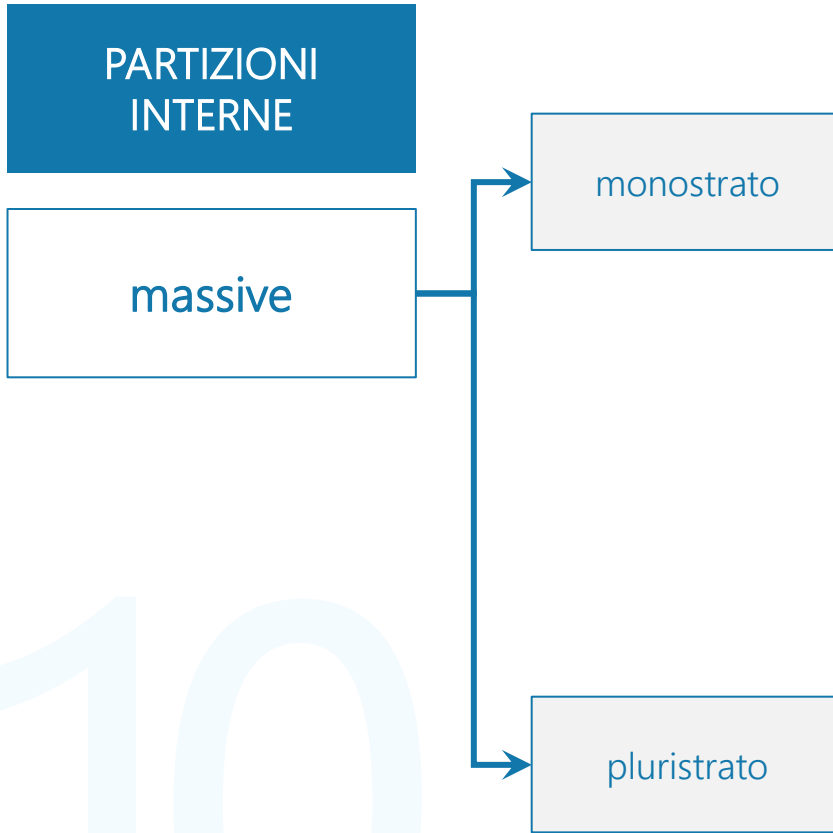 PARTIZIONI
INTERNE
monostrato
massive
10
pluristrato